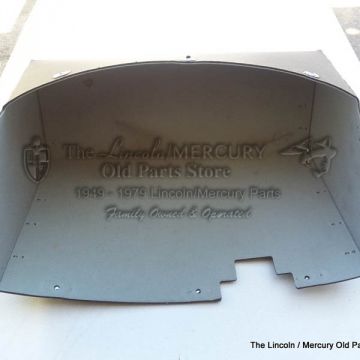 The Lincoln/MERCURY
Old Parts Store
1949 - 1979 Lincoln/Mercury Parts
Family Owned & Operated
The Lincoln / Mercury Old Pa